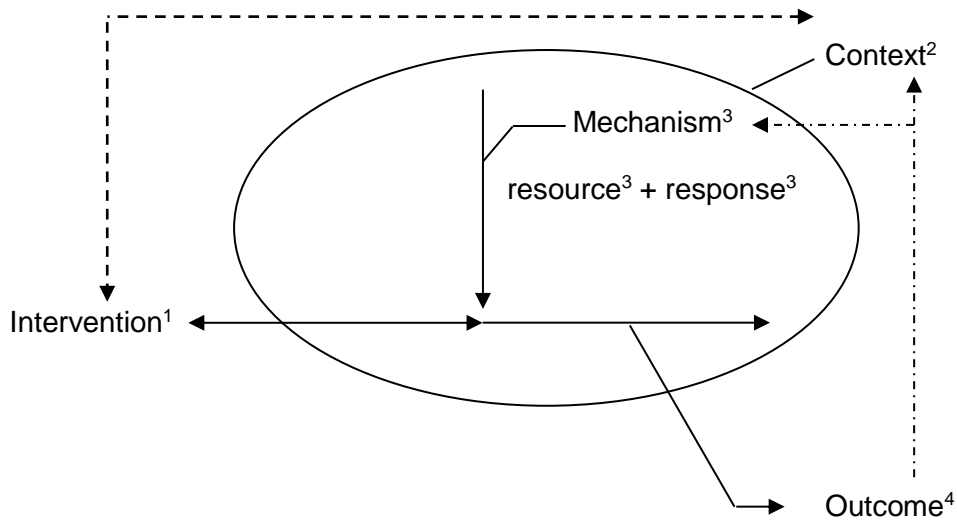 Context²
Mechanism³
resource³ + response³
Intervention¹
Outcome⁴